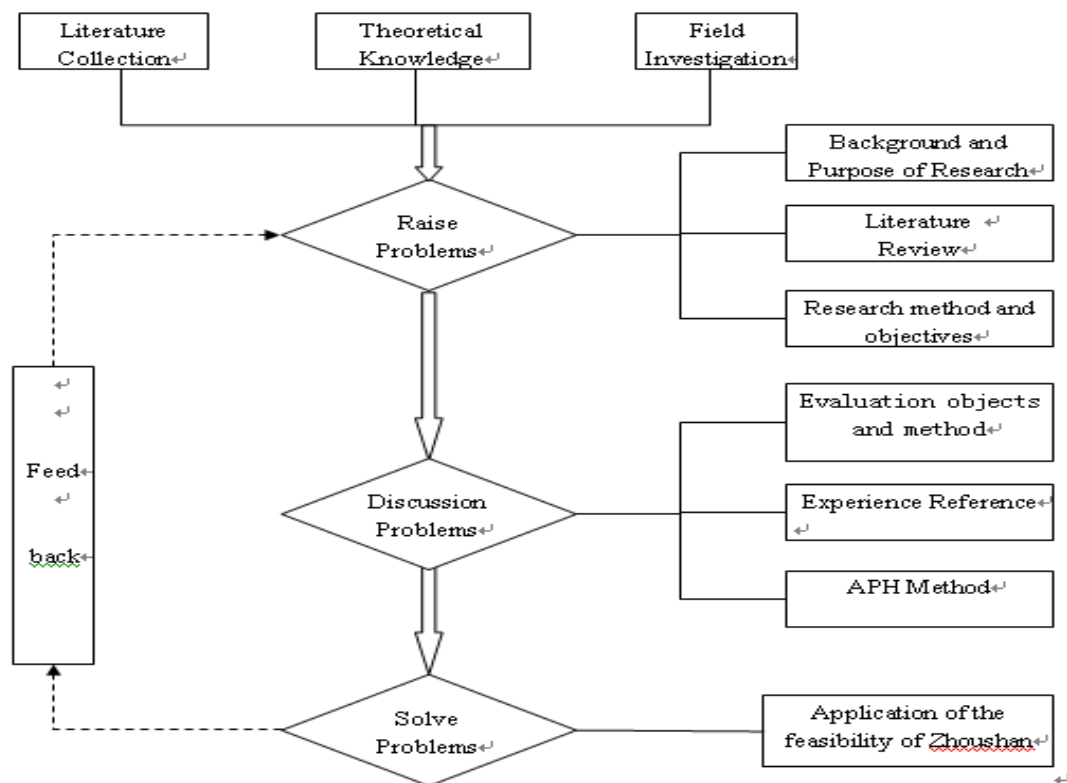 Literature
Collection
Theoretical
Knowledge
Field
Investigation
Background and
Purpose of Research
Raise
Problems
Literature
Review
Research method and
objectives
Feed
back
Evaluation objects
and method
Discussion
Problems
Experience Reference
APH Method
Solve
Problems
Application of the
feasibility of Zhoushan